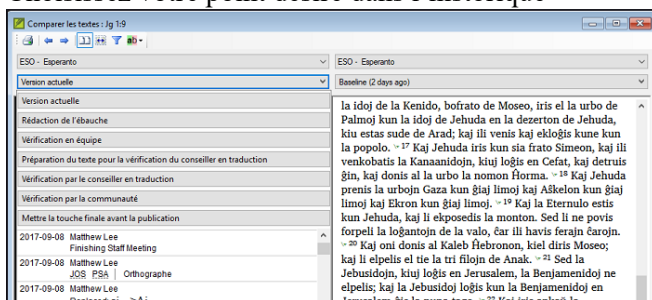 Comparer les textes : Jg 1:9
ab
ESO - Esperanto
ESO - Esperanto
Version actuelle
Baseline (2 days ago)
Version actuelle
Rédaction de l'ébauche
Vérification en équipe
Préparation du texte pour la vérification du conseiller en traduction
Vérification par le conseiller en traduction
Vérification par la communauté
Mettre la touche finale avant la publication
2017-09-08 Matthew Lee
Finishing Staff Meeting
2017-09-08 Matthew Lee
JOS PSA | Orthographe
2017-09-08 Matthew Lee
la idoj de la Kenido, bofrato de Moseo, iris el la urbo de
Palmoj kun la idoj de Jehuda en la dezerton de Jehuda,
kiu estas sude de Arad; kaj ili venis kaj ekloĝis kune kun
la popolo. 17 Kaj Jehuda iris kun sia frato Simeon, kaj ili
venkobatis la Kanaanidojn, kiuj loĝis en Cefat, kaj detruis
ĝin, kaj donis al la urbo la nomon Ĥorma. 18 Kaj Jehuda
prenis la urbojn Gaza kun ĝiaj limoj kaj Aŝkelon kun ĝiaj
limoj kaj Ekron kun ĝiaj limoj. 19 Kaj la Eternulo estis
kun Jehuda, kaj li ekposedis la monton. Sed li ne povis
forpeli la loĝantojn de la valo, ĉar ili havis ferajn ĉarojn.
20 Kaj oni donis al Kaleb Ĥebronon, kiel diris Moseo;
kaj li elpelis el tie la tri filojn de Anak. 21 Sed la
Jebusidojn, kiuj loĝis en Jerusalem, la Benjamenidoj ne
elpelis; kaj la Jebusidoj loĝis kun la Benjamenidoj en